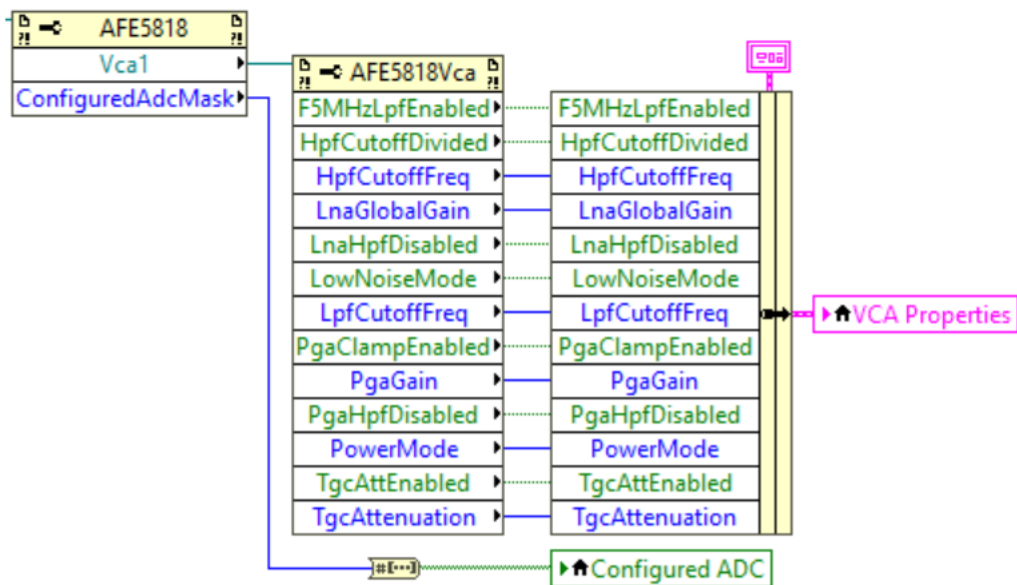 AFE5818
Vca1
ConfiguredAdcMask
AFE5818Vca
F5MHzLpfEnabled
HpfCutoffDivided
HpfCutoffFreq
LnaGlobalGain
LnaHpfDisabled
LowNoiseMode
LpfCutoffFreq
PgaClampEnabled
PgaGain
PgaHpfDisabled
PowerMode
TgcAttEnabled
TgcAttenuation
F5MHzLpfEnabled
HpfCutoffDivided
HpfCutoffFreq
LnaGlobalGain
LnaHpfDisabled
LowNoiseMode
LpfCutoffFreq
PgaClampEnabled
PgaGain
PgaHpfDisabled
PowerMode
TgcAttEnabled
TgcAttenuation
VCA Properties
#[...]
Configured ADC